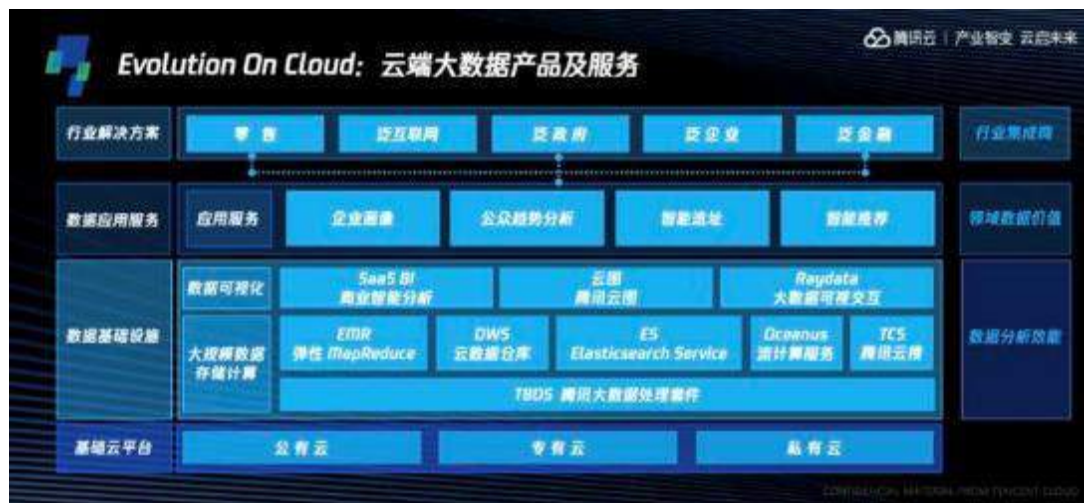 腾讯云 | 产业智变 云启未来
Evolution On Cloud: 云端大数据产品及服务
行业解决方案
零售
泛互联网
泛政府
泛企业
泛金融
行业集成商
数据应用服务
应用服务
企业画像
公众趋势分析
智能选址
智能推荐
领域数据价值
数据基础设施
数据可视化
SaaS BI
商业智能分析
云图
腾讯云图
Raydata
大数据可视交互
大规模数据
存储计算
EMR
弹性 MapReduce
DWS
云数据仓库
ES
Elasticsearch Service
Oceanus
流计算服务
TCS
腾讯云搜
数据分析效能
TBDS 腾讯大数据处理套件
基础云平台
公有云
专有云
私有云
CONFIDENTIAL MATERIAL FROM TENCENT CLOUD